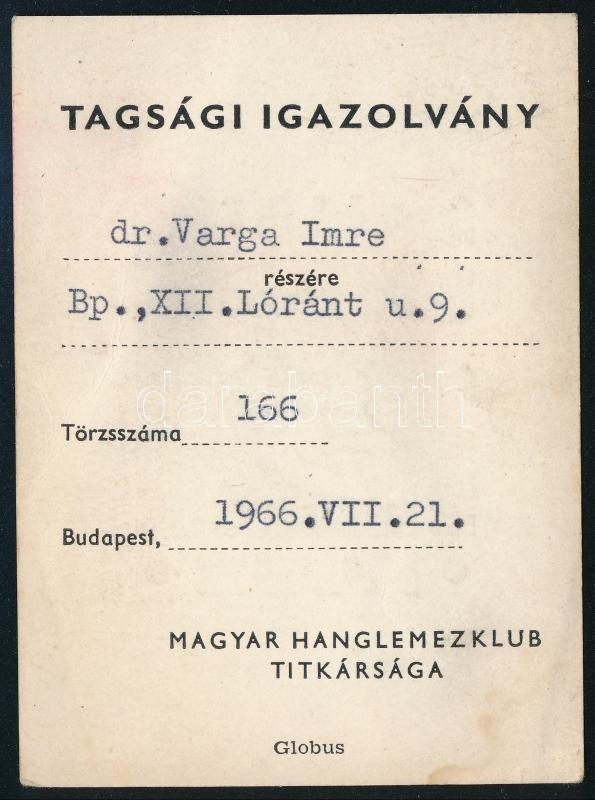 TAGSÁGI IGAZOLVÁNY
dr.Varga Imre
részére
Bp.,XII.Lóránt u.9.
166
Törzsszáma
1966.VII.21.
Budapest,
MAGYAR HANGLEMEZKLUB
TITKÁRSÁGA
Globus
darabanth